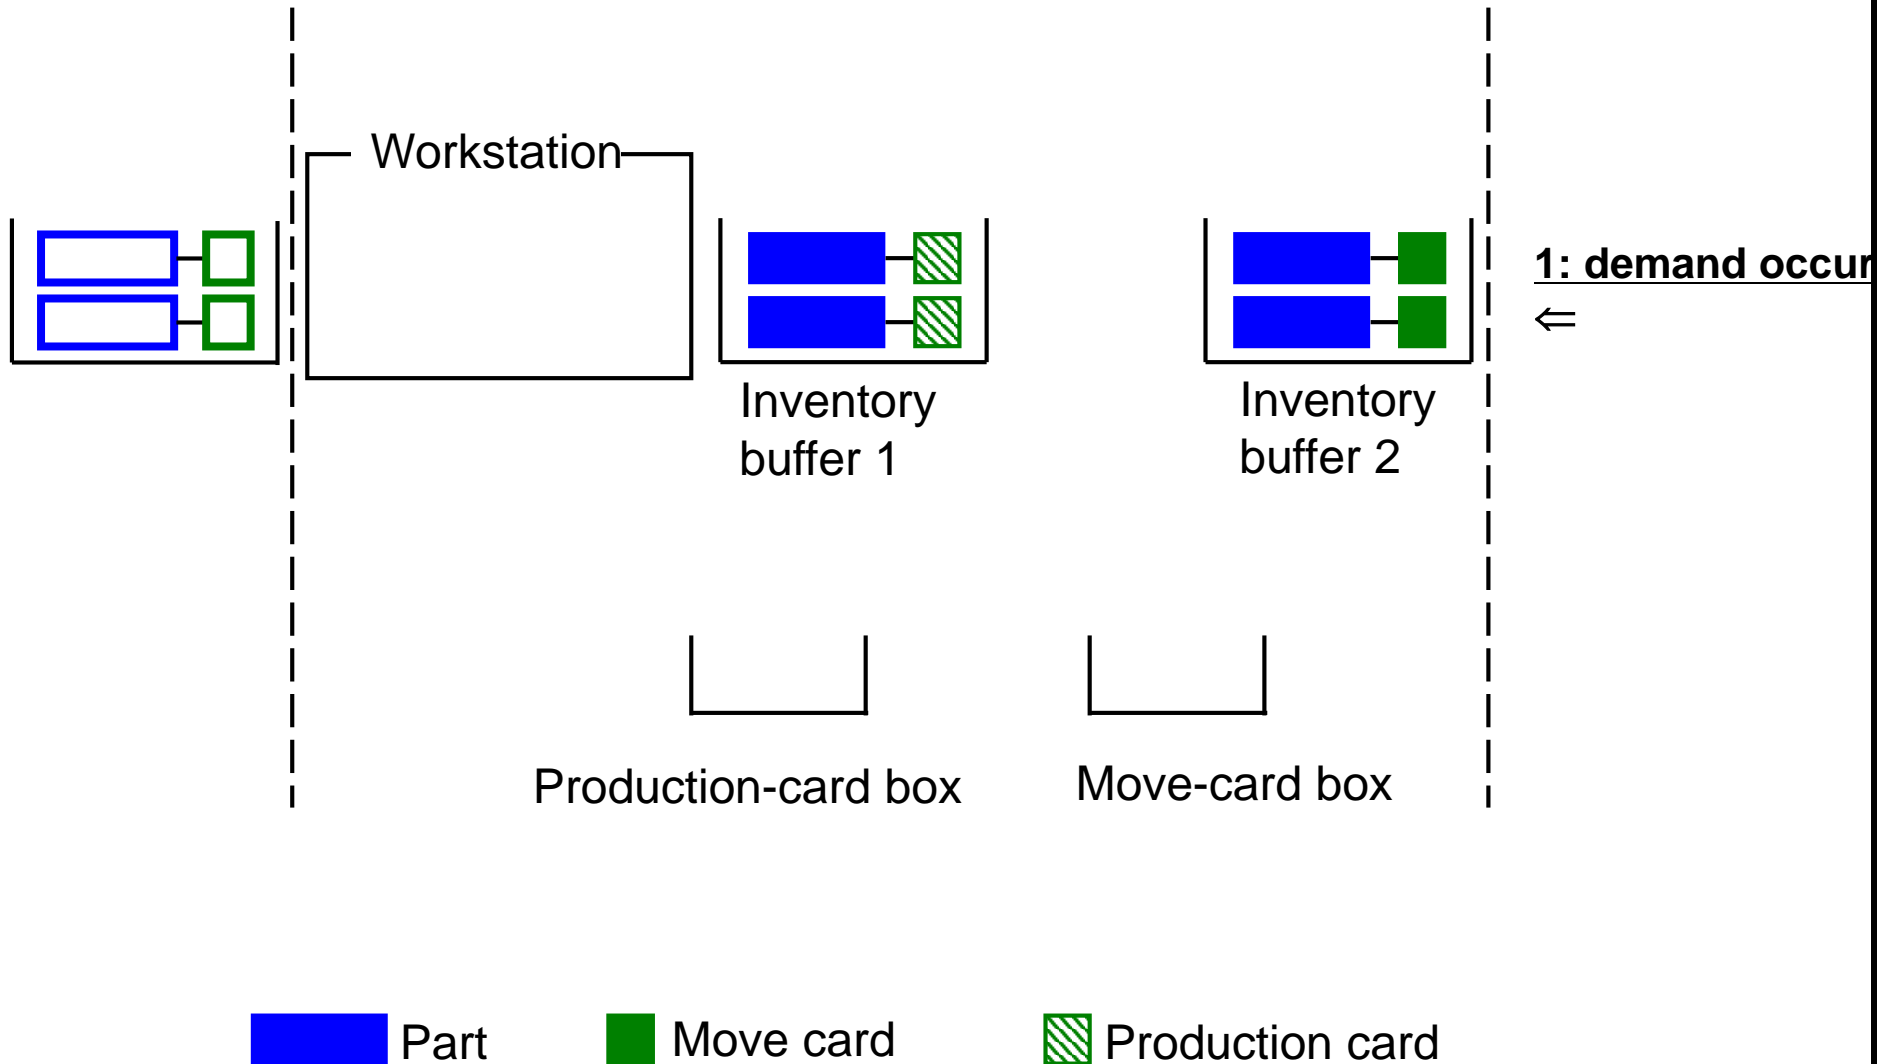 Workstation
1: demand occur
⇐
Inventory
buffer 1
Inventory
buffer 2
Production-card box
Move-card box
Part
Move card
Production card